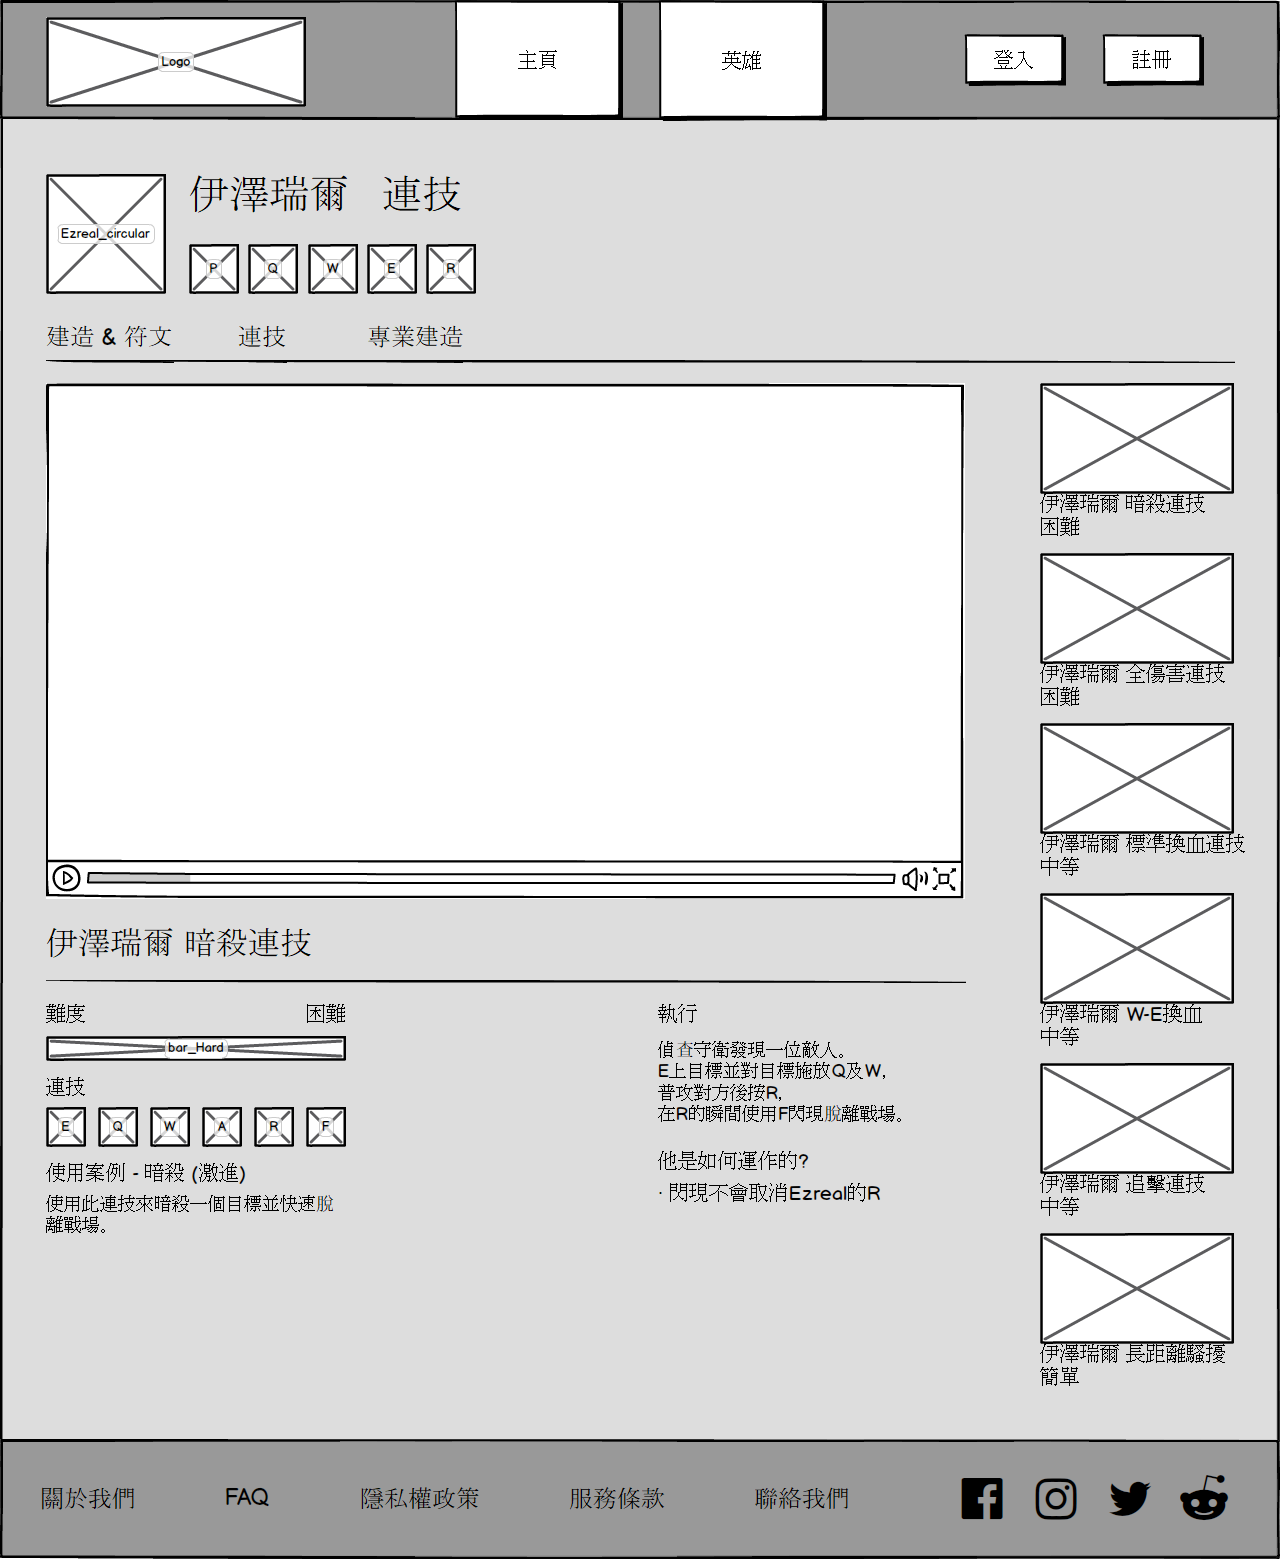 Logo
主頁
英雄
登入
註冊
Ezreal_circular
伊澤瑞爾 連技
P
Q
W
E
R
建造 & 符文
連技
專業建造
伊澤瑞爾 暗殺連技
困難
伊澤瑞爾 全傷害連技
困難
伊澤瑞爾 標準換血連技
中等
伊澤瑞爾 W-E換血
中等
伊澤瑞爾 追擊連技
中等
伊澤瑞爾 長距離騷擾
簡單
伊澤瑞爾 暗殺連技
難度
困難
bar_Hard
連技
E
Q
W
A
R
F
使用案例 - 暗殺 (激進)
使用此連技來暗殺一個目標並快速脫
離戰場。
執行
偵查守衛發現一位敵人。
E上目標並對目標施放Q及W,
普攻對方後按R,
在R的瞬間使用F閃現脫離戰場。
他是如何運作的?
· 閃現不會取消Ezreal的R
關於我們
FAQ
隱私權政策
服務條款
聯絡我們